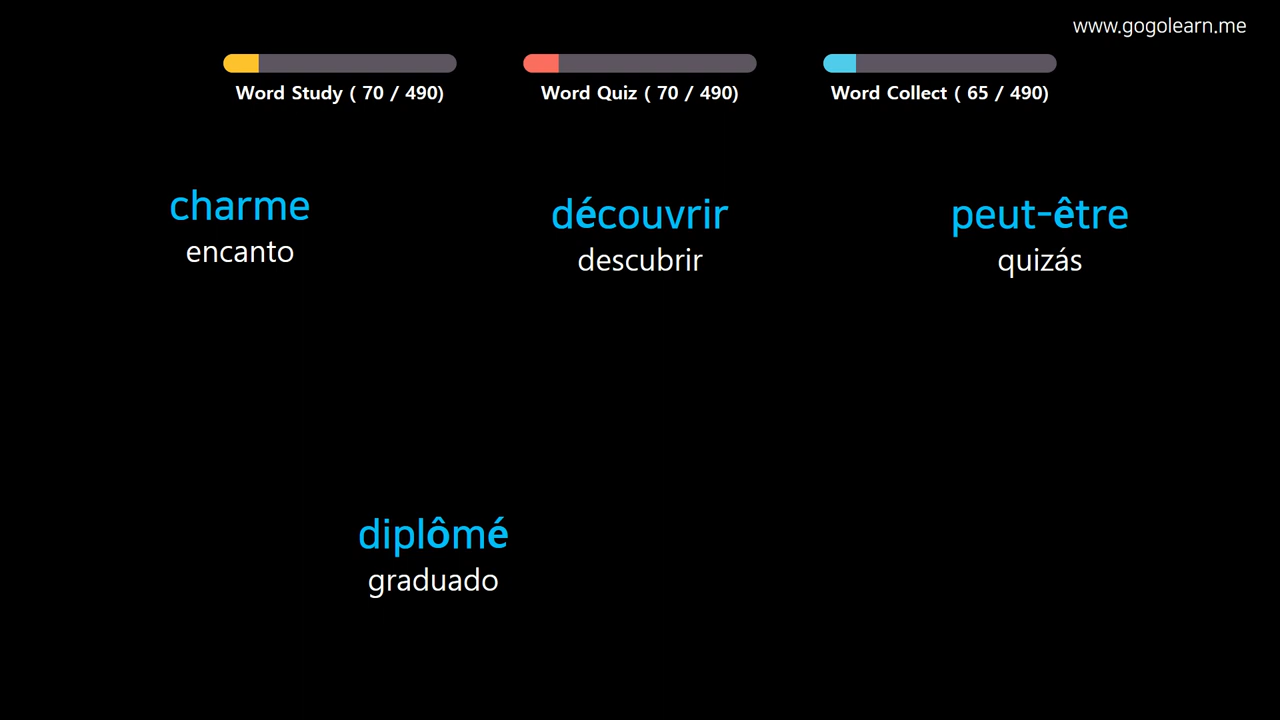 www.gogolearn.me
Word Study ( 70 / 490)
Word Quiz ( 70 / 490)
Word Collect ( 65 / 490)
charme
encanto
découvrir
descubrir
peut-être
quizás
diplômé
graduado